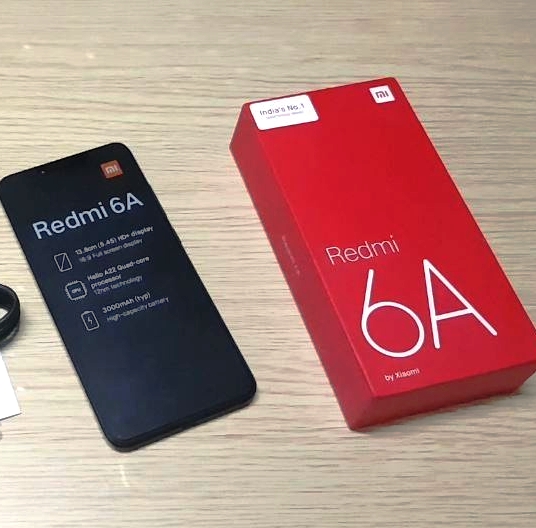 mi
Redmi 6A
13.8cm (5.45) HD+ display
18:9 Full screen display
Helio A22 Quad-core
processor
12nm technology
CPU
3000mAh (typ)
High-capacity battery
India's No.1
mi
Redmi
6A
by Xiaomi